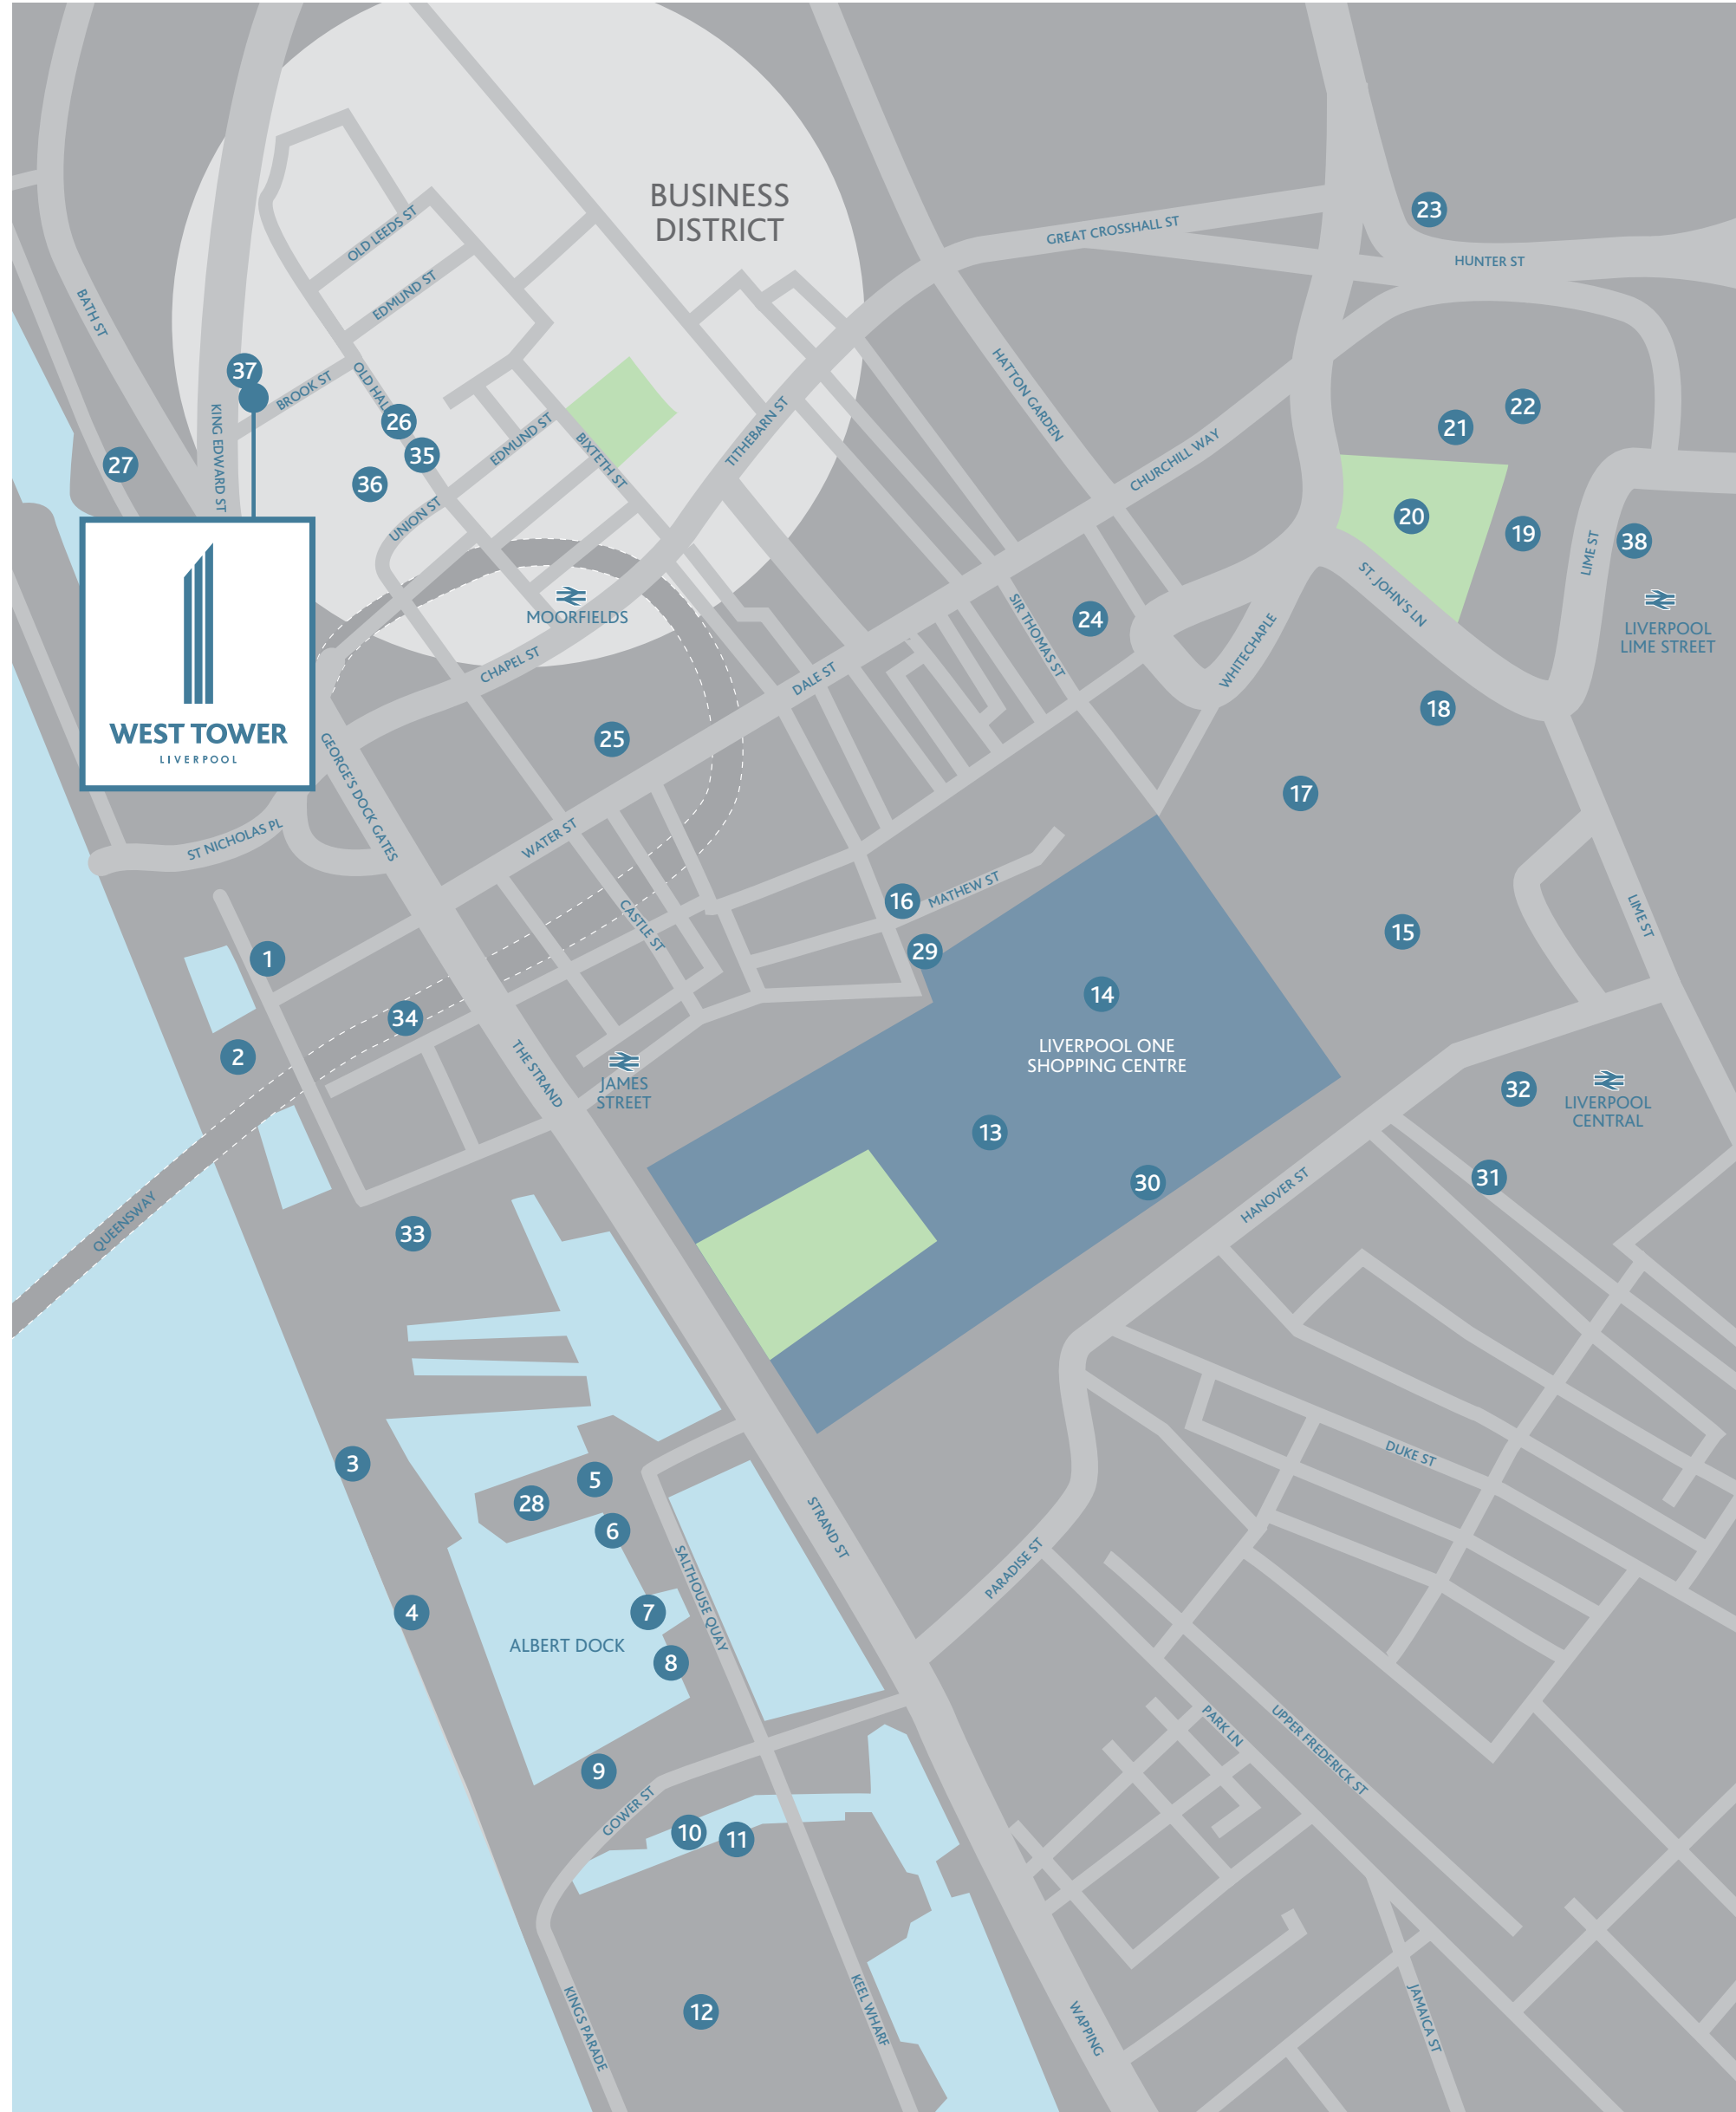 BUSINESS
DISTRICT
23
GREAT CROSSHALL ST
HUNTER ST
OLD LEEDS ST
EDMUND ST
BATH ST
37
BROOK ST
OLD HAL
26
KING EDWARD ST
35
27
36
EDMUND ST
BIXTETH ST
TITHEBARN ST
HATTON GARDEN
CHURCHILL WAY
22
21
20
19
38
LIME ST
UNION ST
ST. JOHN'S LN
LIVERPOOL
LIME STREET
MOORFIELDS
SIR THOMAS ST
24
WHITECHAPLE
CHAPEL ST
DALE ST
18
WEST TOWER
LIVERPOOL
25
GEORGE'S DOCK GATES
17
ST NICHOLAS PL
WATER ST
16
MATHEW ST
CASTLE ST
15
LIME ST
29
1
14
34
LIVERPOOL ONE
SHOPPING CENTRE
2
THE STRAND
JAMES
STREET
32
LIVERPOOL
CENTRAL
13
31
30
HANOVER ST
QUEENSWAY
33
3
5
28
6
DUKE ST
STRAND ST
SALTHOUSE QUAY
PARADISE ST
4
7
ALBERT DOCK
8
PARK LN
UPPER FREDERICK ST
9
GOWER ST
10
11
12
KINGS PARADE
KEEL WHARF
WAPPING
JAMAICA ST